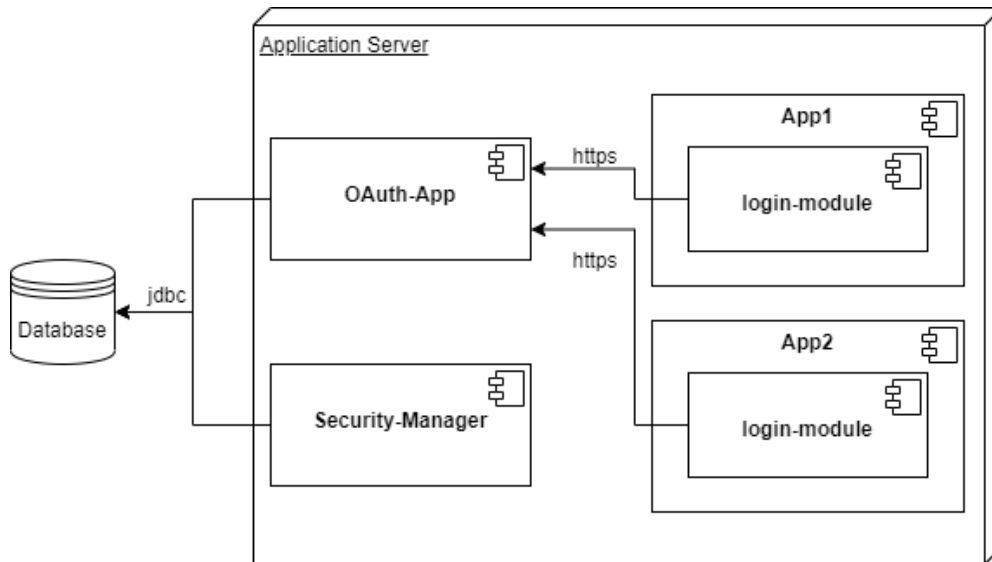 Application Server
App1
https
OAuth-App
login-module
https
jdbc
Database
App2
Security-Manager
login-module